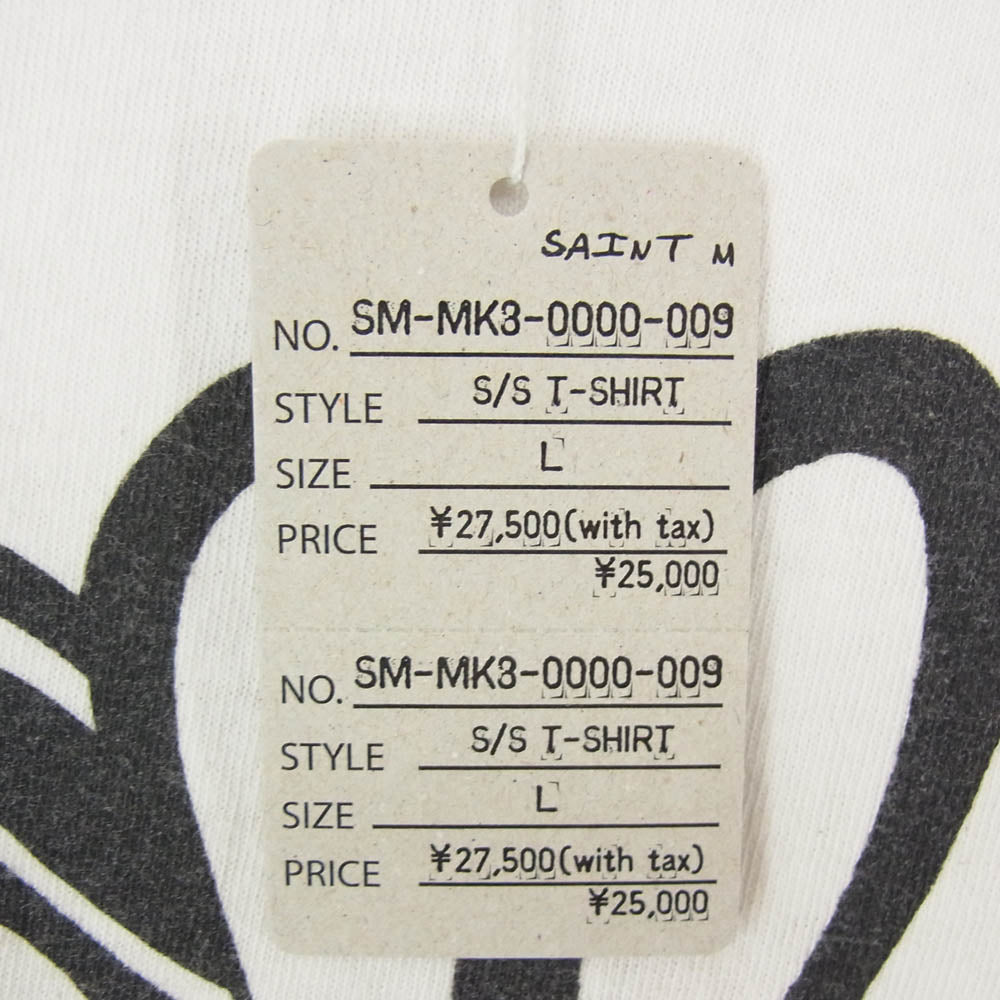 SAINT M
NO. SM-MK3-0000-009
STYLE S/S T-SHIRT
SIZE L
PRICE ¥27,500(with tax)
¥25,000
NO. SM-MK3-0000-009
STYLE S/S T-SHIRT
SIZE L
PRICE ¥27,500(with tax)
¥25,000